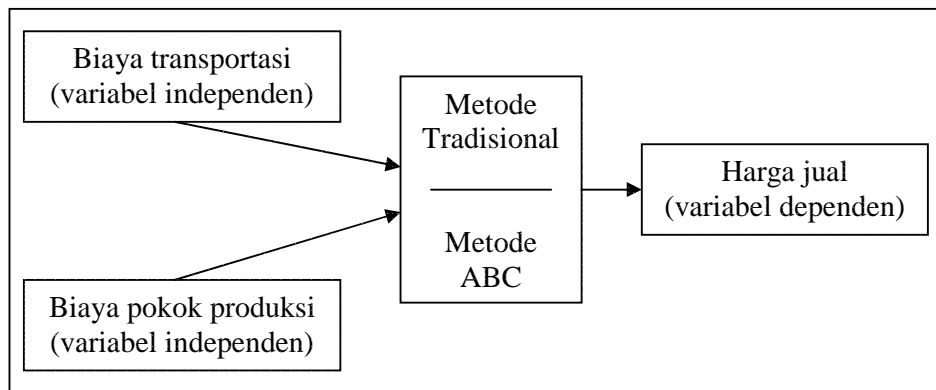 Biaya transportasi
(variabel independen)
Metode
Tradisional
Metode
ABC
Harga jual
(variabel dependen)
Biaya pokok produksi
(variabel independen)